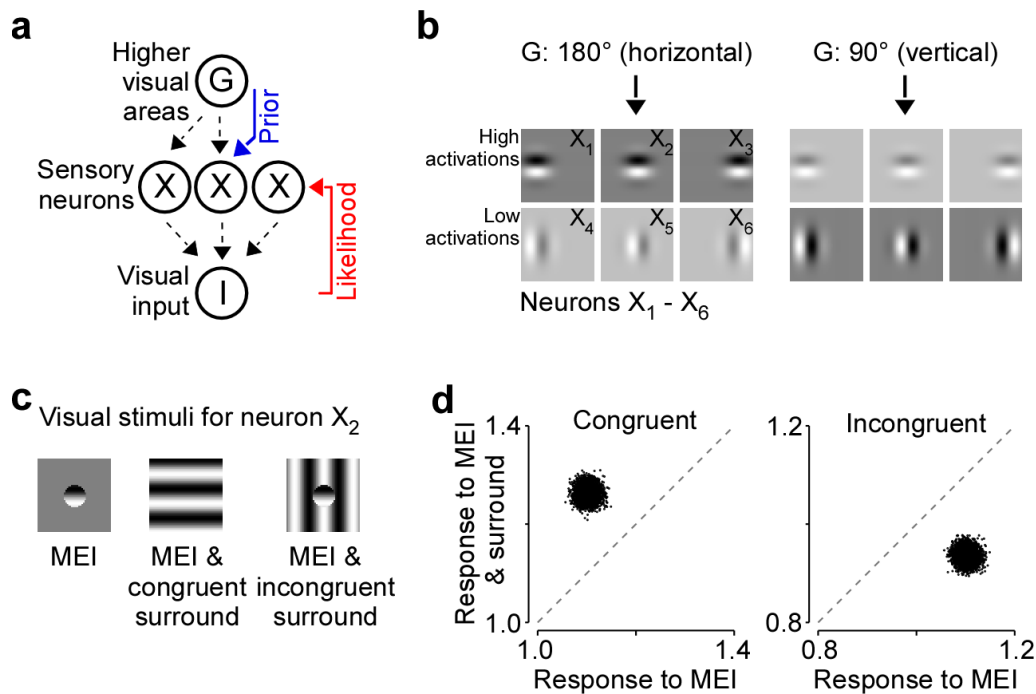 a
Higher
visual
areas
G
Prior
Sensory
neurons
X X X
Likelihood
Visual
input
I
b
G: 180° (horizontal)
G: 90° (vertical)
High
activations
X1 X2 X3
Low
activations
X4 X5 X6
Neurons X1 - X6
c
Visual stimuli for neuron X2
MEI
MEI &
congruent
surround
MEI &
incongruent
surround
d
Congruent
Response to MEI
& surround
1.4
1.0
1.0 1.4
Response to MEI
Incongruent
1.2
0.8
0.8 1.2
Response to MEI